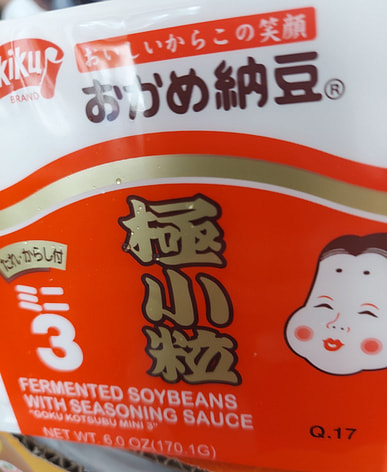 kiku
BRAND
おいしいからこの笑顔
おかめ納豆®
極小粒
たれ・からし付
ミニ
3
FERMENTED SOYBEANS
WITH SEASONING SAUCE
"GOKU KOTSUBU MINI 3"
NET WT. 6.0 OZ(170.1G)
Q.17